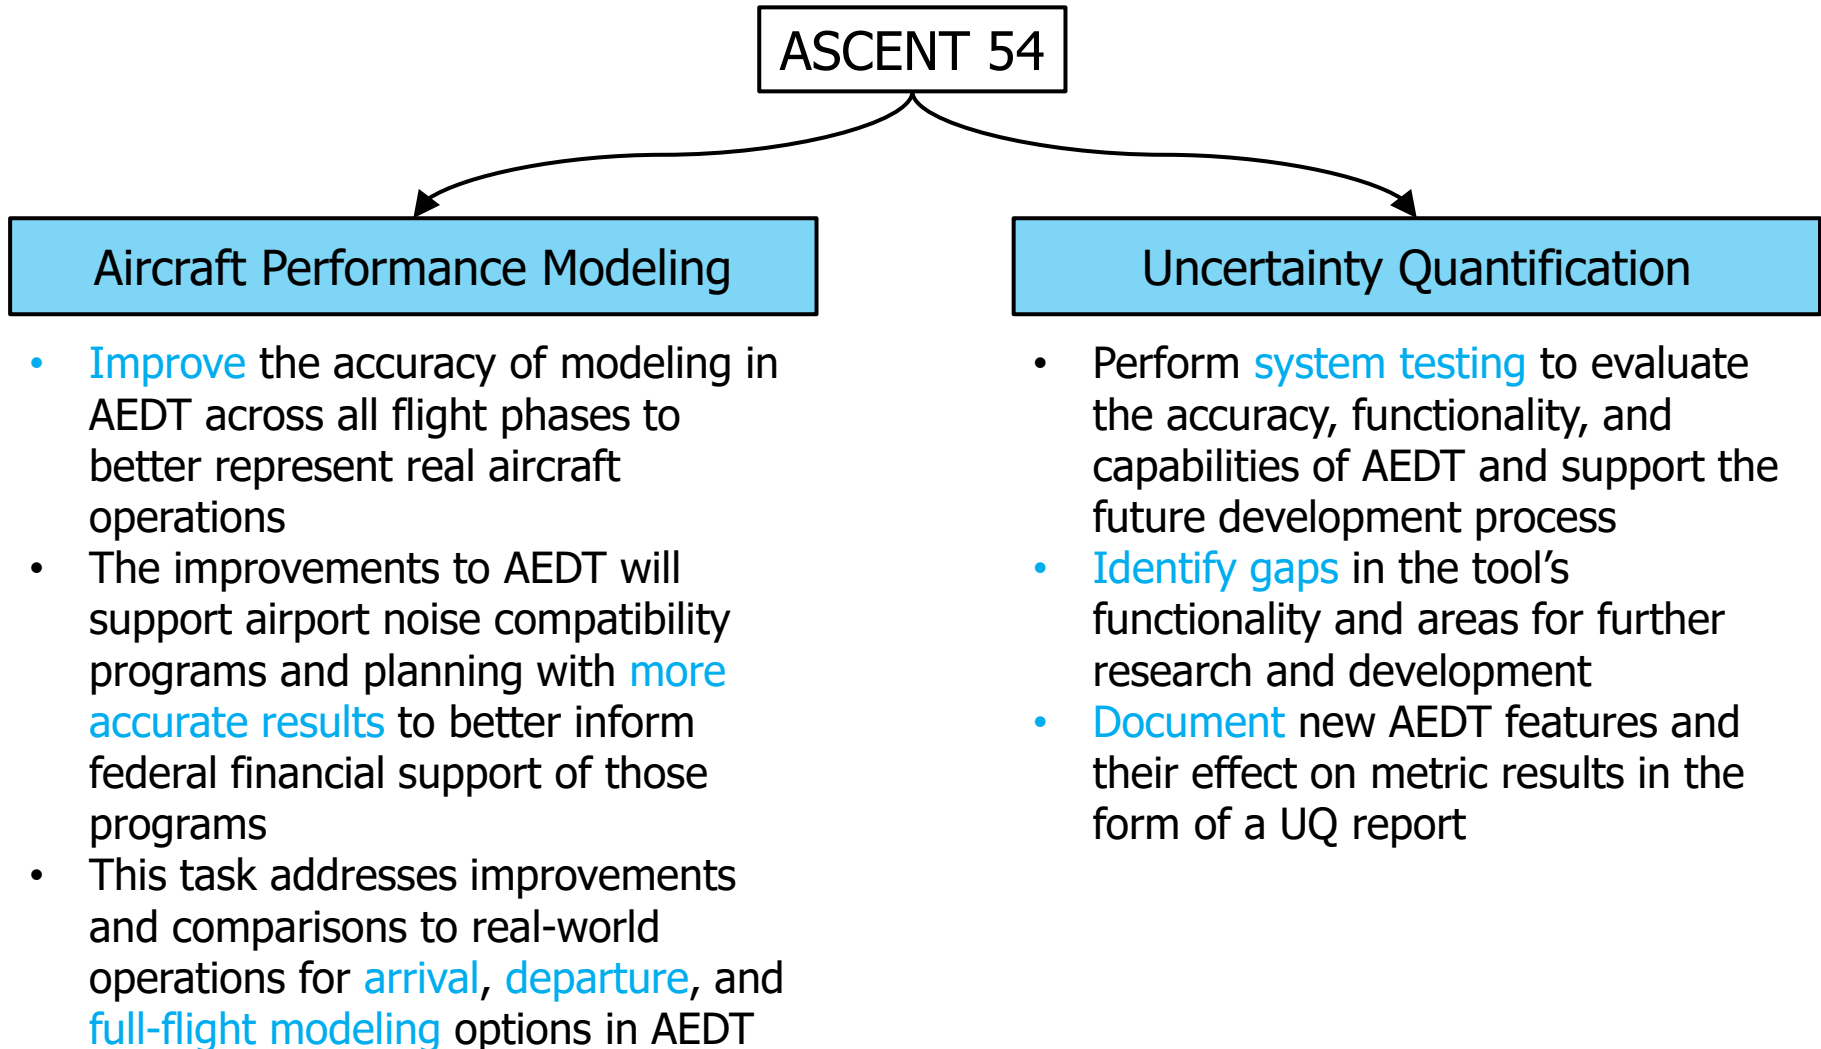 ASCENT 54
Aircraft Performance Modeling
• Improve the accuracy of modeling in
AEDT across all flight phases to
better represent real aircraft
operations
• The improvements to AEDT will
support airport noise compatibility
programs and planning with more
accurate results to better inform
federal financial support of those
programs
• This task addresses improvements
and comparisons to real-world
operations for arrival, departure, and
full-flight modeling options in AEDT
Uncertainty Quantification
• Perform system testing to evaluate
the accuracy, functionality, and
capabilities of AEDT and support the
future development process
• Identify gaps in the tool’s
functionality and areas for further
research and development
• Document new AEDT features and
their effect on metric results in the
form of a UQ report